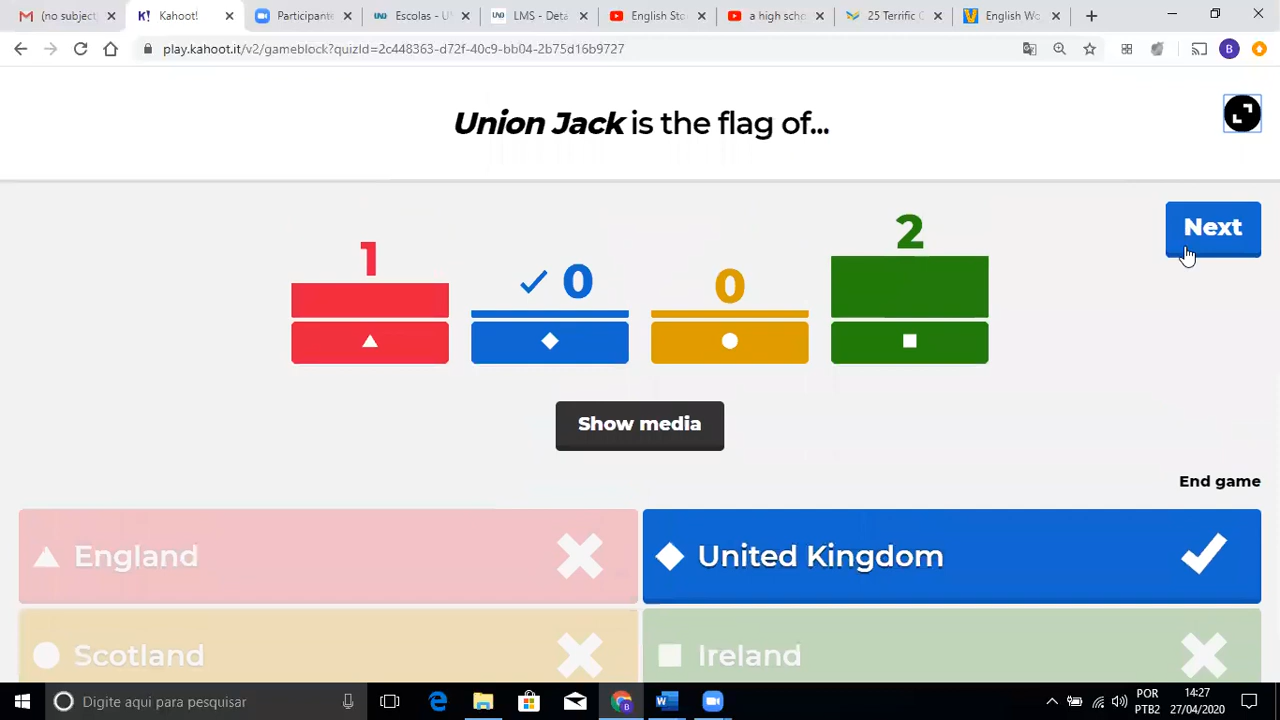 (no subject
Kahoot!
Participante
Escolas - U
LMS - Deta
English Sto
a high scho
25 Terrific C
English Wo
play.kahoot.it/v2/gameblock?quizId=2c448363-d72f-40c9-bb04-2b75d16b9727
B
Union Jack is the flag of...
Next
1
0
0
2
Show media
End game
England
United Kingdom
Scotland
Ireland
Digite aqui para pesquisar
POR
PTB2
14:27
27/04/2020